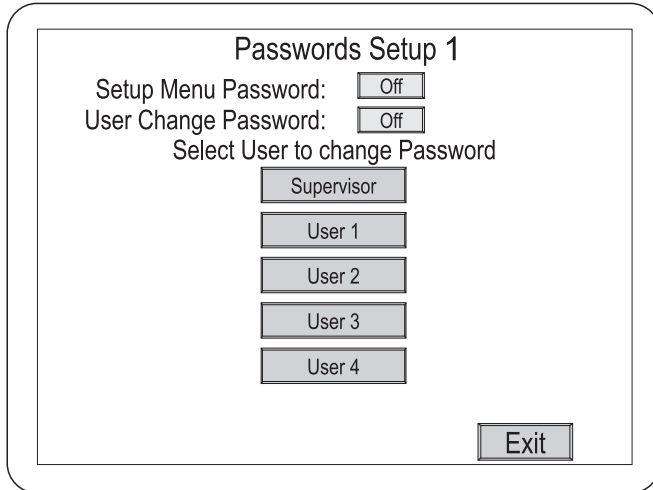 Passwords Setup 1
Setup Menu Password: Off
User Change Password: Off
Select User to change Password
Supervisor
User 1
User 2
User 3
User 4
Exit